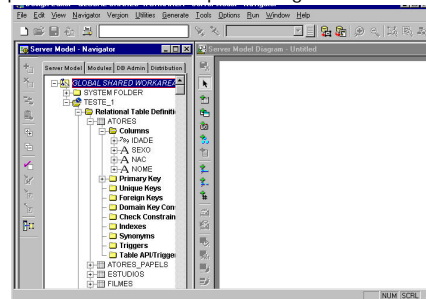 File Edit View Navigator Version Utilities Generate Tools Options Run Window Help
Server Model - Navigator
Server Model Diagram - Untitled
Server Model Modules DB Admin Distribution
GLOBAL SHARED WORKAREA
SYSTEM FOLDER
TESTE_1
Relational Table Definiti
ATORES
Columns
789 IDADE
A SEXO
A NAC
A NOME
Primary Key
Unique Keys
Foreign Keys
Domain Key Con
Check Constrain
Indexes
Synonyms
Triggers
Table API/Trigge
ATORES_PAPELS
ESTUDIOS
FILMES
NUM SCRL